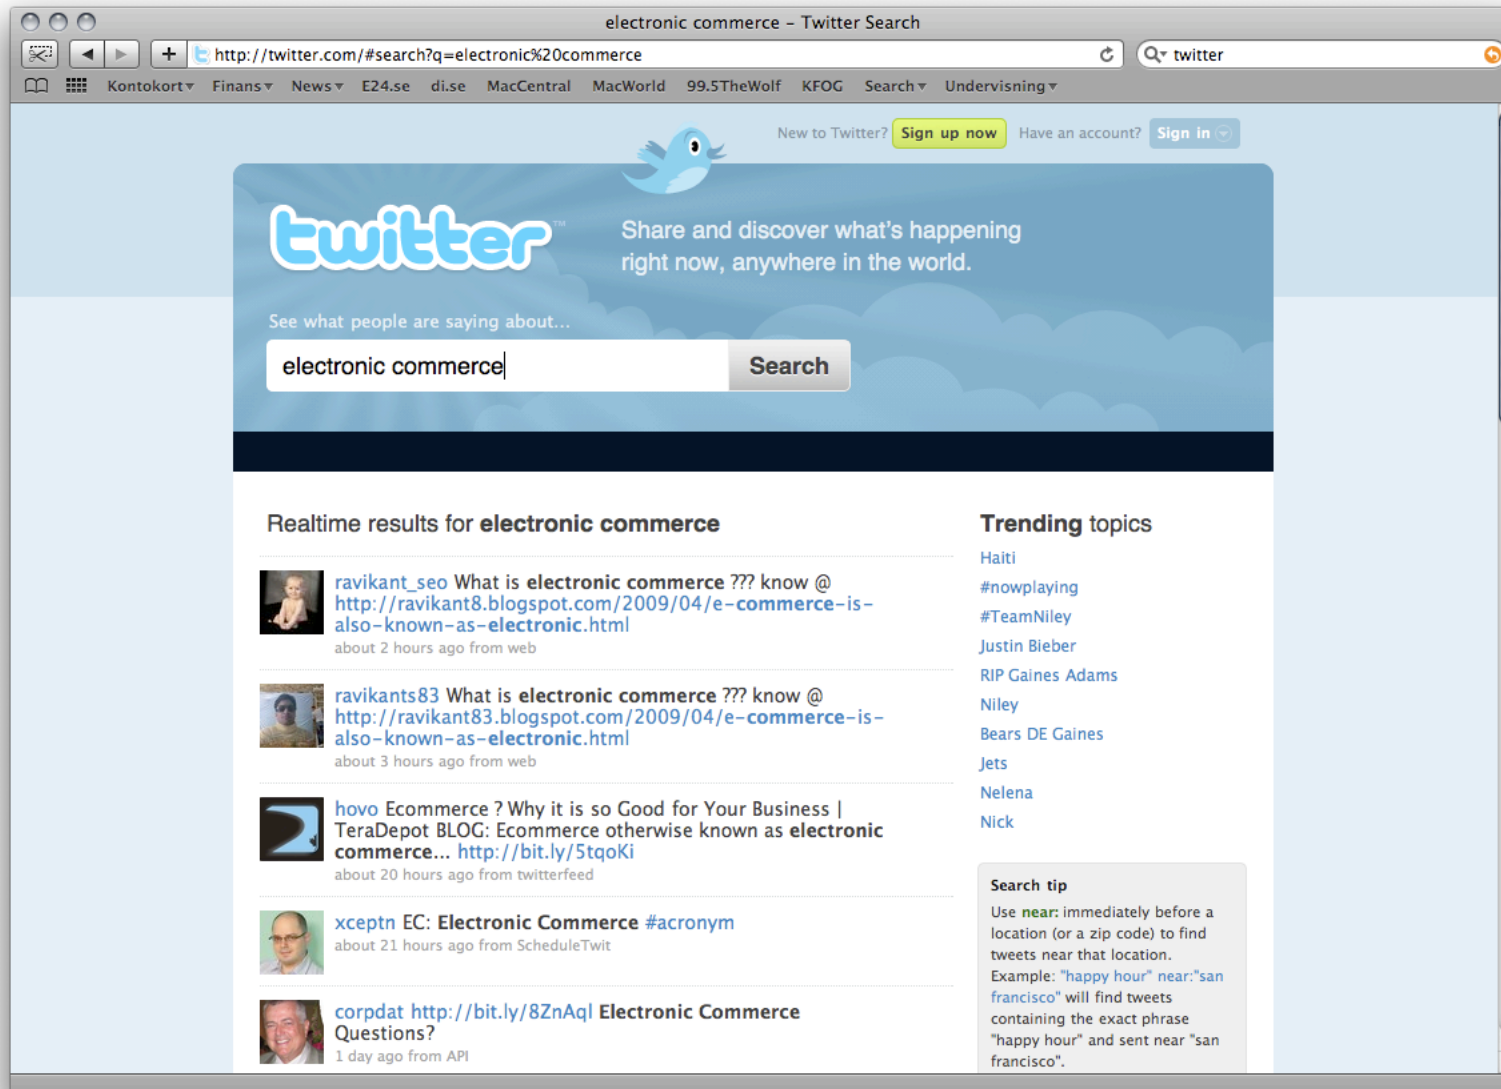 electronic commerce – Twitter Search
http://twitter.com/#search?q=electronic%20commerce
twitter
Kontokort Finans News E24.se di.se MacCentral MacWorld 99.5TheWolf KFOG Search Undervisning
New to Twitter? Sign up now Have an account? Sign in
twitter™
Share and discover what's happening
right now, anywhere in the world.
See what people are saying about...
electronic commerce Search
Realtime results for electronic commerce
ravikant_seo What is electronic commerce ??? know @
http://ravikant8.blogspot.com/2009/04/e-commerce-is-
also-known-as-electronic.html
about 2 hours ago from web
ravikants83 What is electronic commerce ??? know @
http://ravikant83.blogspot.com/2009/04/e-commerce-is-
also-known-as-electronic.html
about 3 hours ago from web
hovo Ecommerce ? Why it is so Good for Your Business |
TeraDepot BLOG: Ecommerce otherwise known as electronic
commerce... http://bit.ly/5tqoKi
about 20 hours ago from twitterfeed
xceptn EC: Electronic Commerce #acronym
about 21 hours ago from ScheduleTwit
corpdat http://bit.ly/8ZnAql Electronic Commerce
Questions?
1 day ago from API
Trending topics
Haiti
#nowplaying
#TeamNiley
Justin Bieber
RIP Gaines Adams
Niley
Bears DE Gaines
Jets
Nelena
Nick
Search tip
Use near: immediately before a
location (or a zip code) to find
tweets near that location.
Example: "happy hour" near:"san
francisco" will find tweets
containing the exact phrase
"happy hour" and sent near "san
francisco".